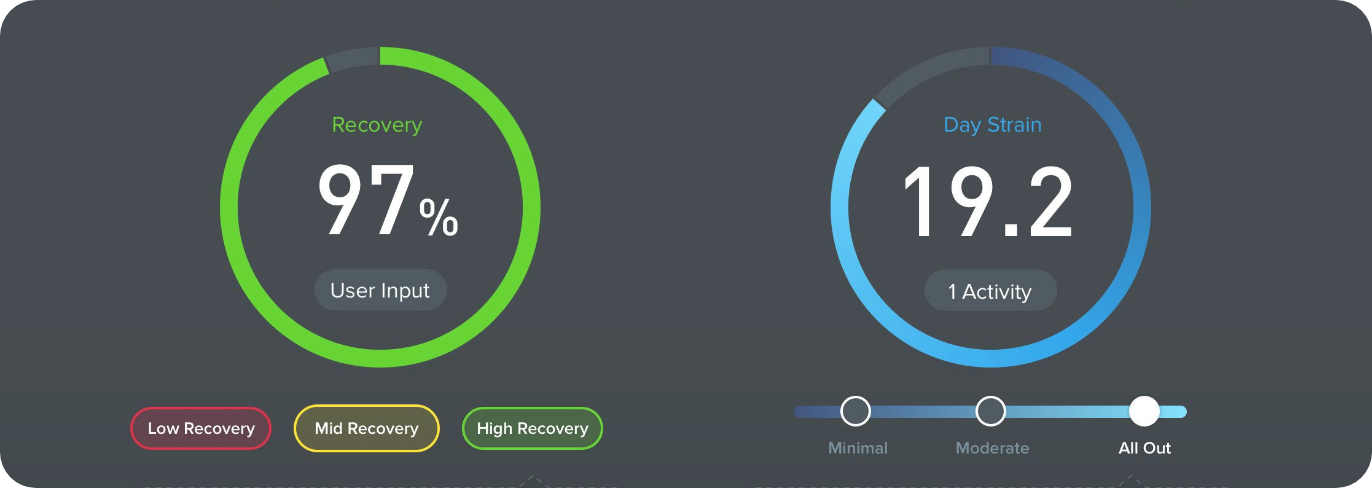 Recovery
97%
User Input
Low Recovery
Mid Recovery
High Recovery
Day Strain
19.2
1 Activity
Minimal
Moderate
All Out